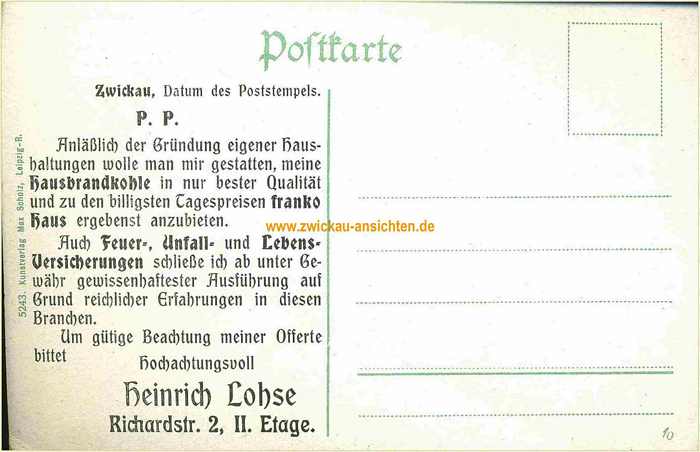 Postkarte
Zwickau, Datum des Poststempels.
P. P.
Anläßlich der Gründung eigener Haus-
haltungen wolle man mir gestatten, meine
Hausbrandkohle in nur bester Qualität
und zu den billigsten Tagespreisen franko
Haus ergebenst anzubieten.
Auch Feuer-, Unfall- und Lebens-
Versicherungen schließe ich ab unter Ge-
währ gewissenhaftester Ausführung auf
Grund reichlicher Erfahrungen in diesen
Branchen.
Um gütige Beachtung meiner Offerte
bittet
Hochachtungsvoll
Heinrich Lohse
Richardstr. 2, II. Etage.
5243. Kunstverlag Max Scholz, Leipzig-R.
www.zwickau-ansichten.de
10